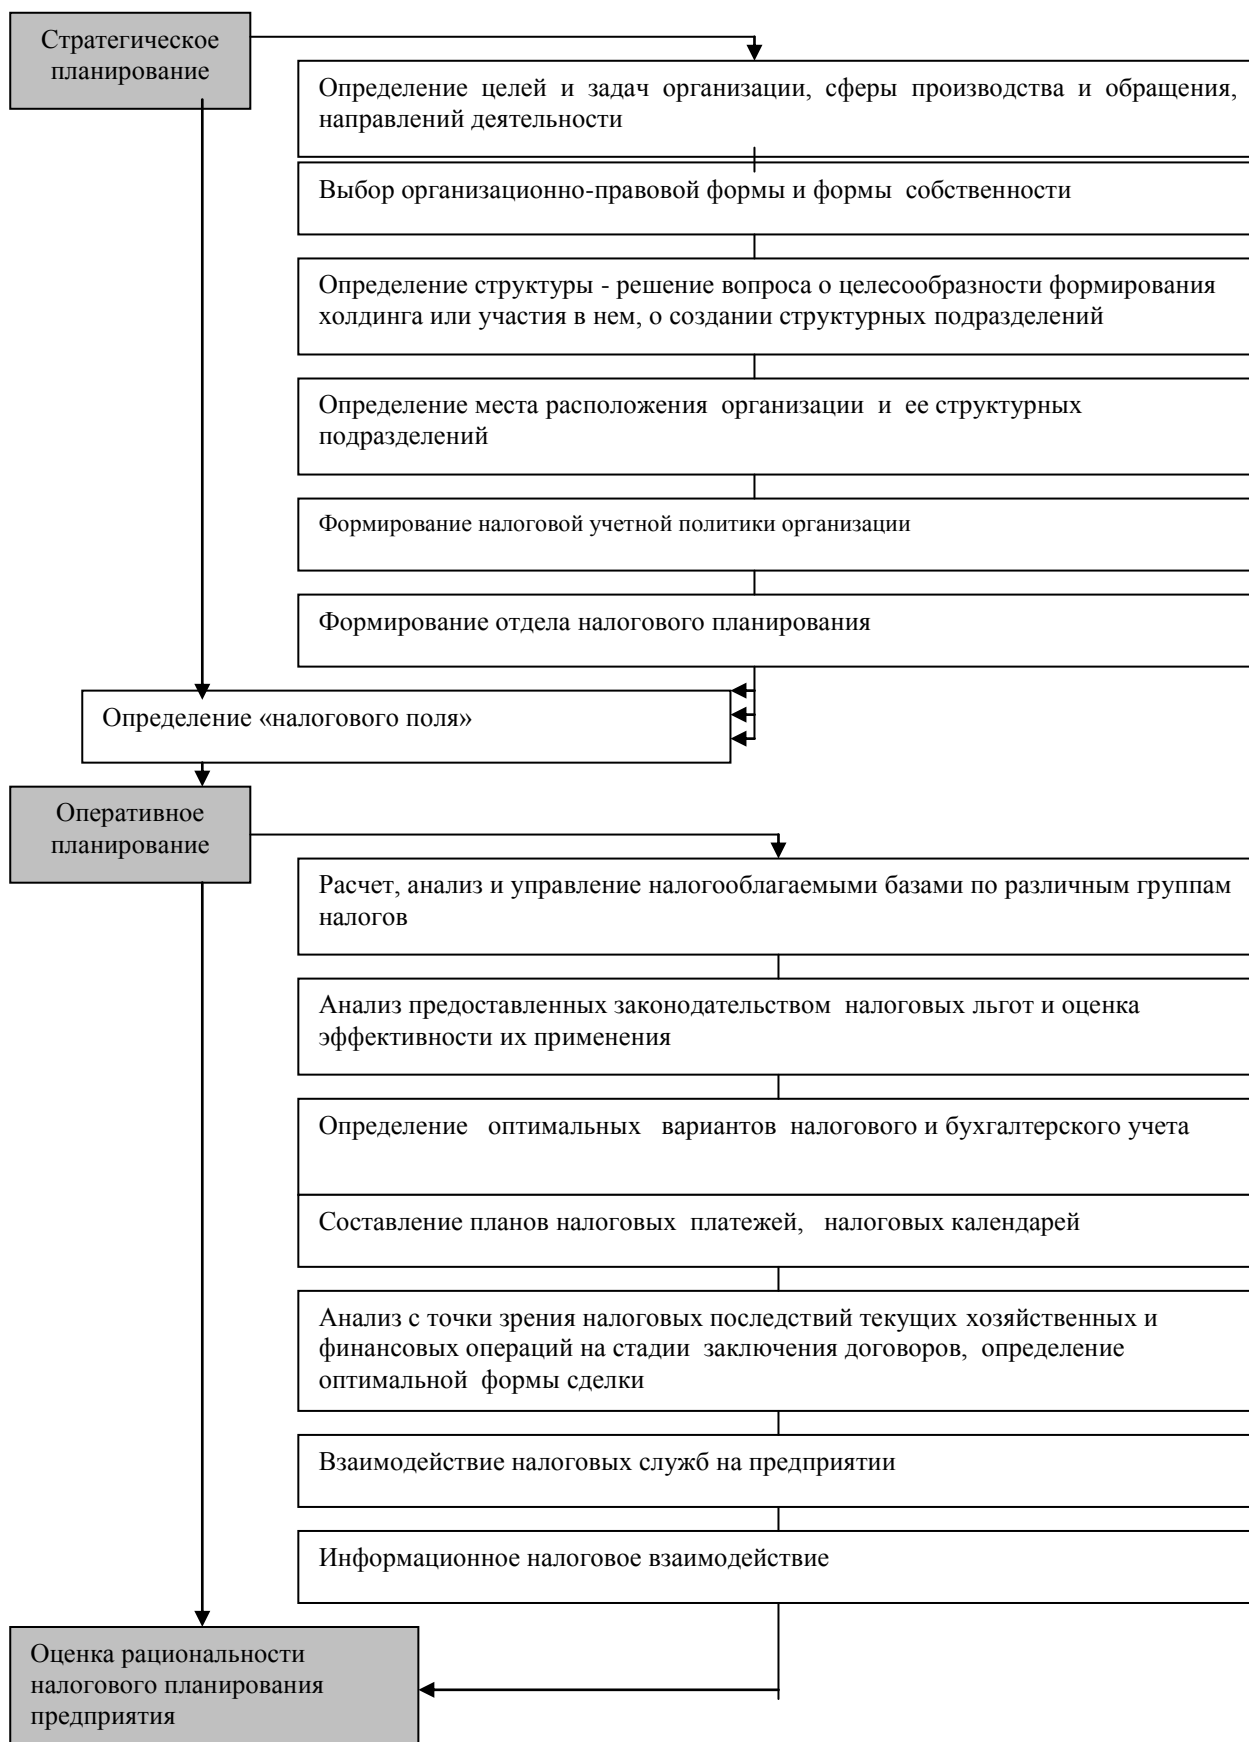 Стратегическое
планирование
Определение целей и задач организации, сферы производства и обращения,
направлений деятельности
Выбор организационно-правовой формы и формы собственности
Определение структуры - решение вопроса о целесообразности формирования
холдинга или участия в нем, о создании структурных подразделений
Определение места расположения организации и ее структурных
подразделений
Формирование налоговой учетной политики организации
Формирование отдела налогового планирования
Определение «налогового поля»
Оперативное
планирование
Расчет, анализ и управление налогооблагаемыми базами по различным группам
налогов
Анализ предоставленных законодательством налоговых льгот и оценка
эффективности их применения
Определение оптимальных вариантов налогового и бухгалтерского учета
Составление планов налоговых платежей, налоговых календарей
Анализ с точки зрения налоговых последствий текущих хозяйственных и
финансовых операций на стадии заключения договоров, определение
оптимальной формы сделки
Взаимодействие налоговых служб на предприятии
Информационное налоговое взаимодействие
Оценка рациональности
налогового планирования
предприятия